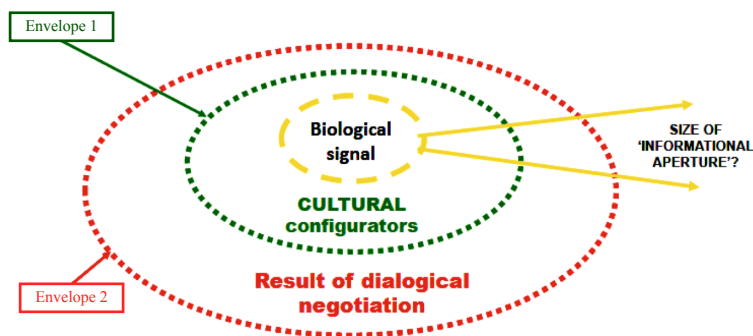 Envelope 1
Biological
signal
SIZE OF
‘INFORMATIONAL
APERTURE’?
CULTURAL
configurators
Result of dialogical
negotiation
Envelope 2